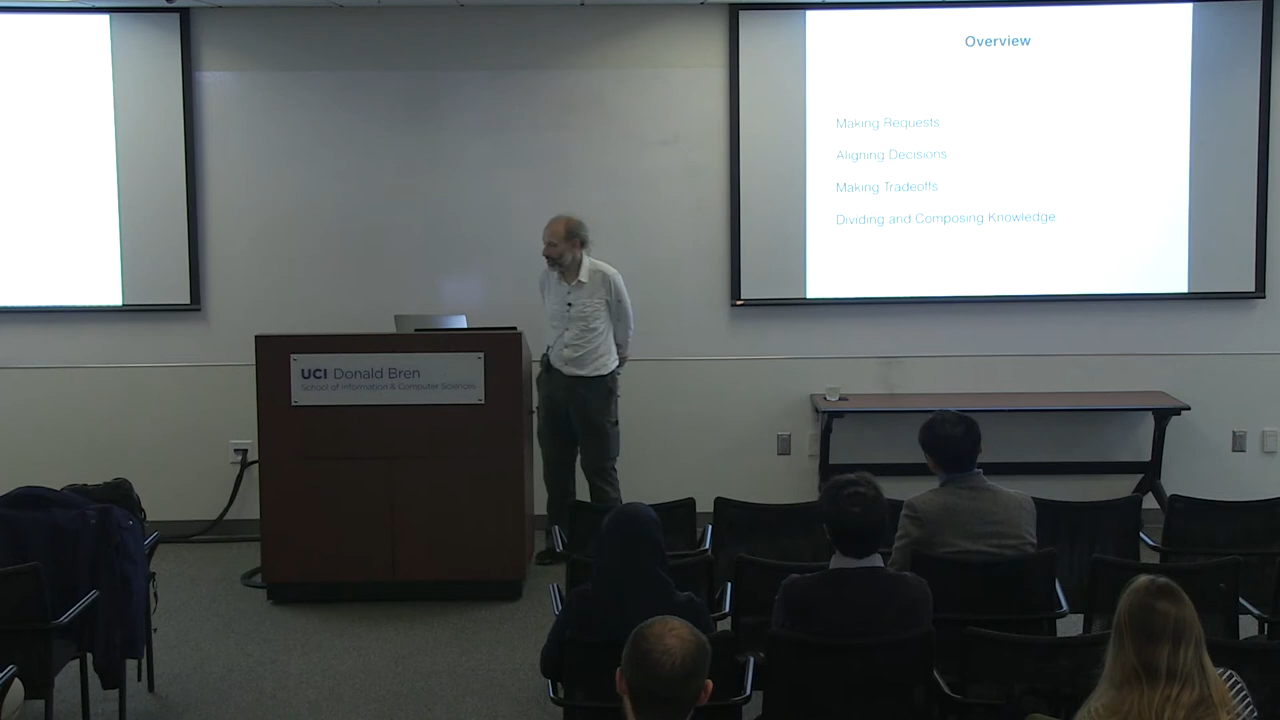 Overview
Making Requests
Aligning Decisions
Making Tradeoffs
Dividing and Composing Knowledge
UCI Donald Bren
School of Information & Computer Sciences